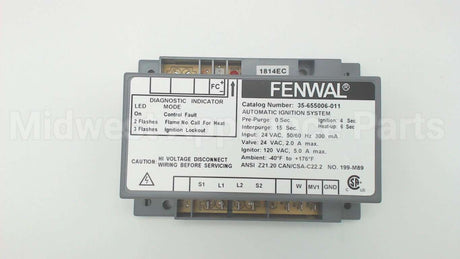 1814EC
FC+
FENWAL®
DIAGNOSTIC INDICATOR
LED MODE
On Control Fault
2 Flashes Flame No Call For Heat
3 Flashes Ignition Lockout
CAUTION:
HI VOLTAGE DISCONNECT
WIRING BEFORE SERVICING
Catalog Number: 35-655006-011
AUTOMATIC IGNITION SYSTEM
Pre-Purge: 0 Sec Ignition: 4 Sec
Interpurge: 15 Sec Heat-up: 6 Sec
Input: 24 VAC, 50/60 Hz 300 mA
Valve: 24 VAC, 2.0 A max.
Ignitor: 120 VAC, 5.0 A max.
Ambient: -40°F to +176°F
ANSI Z21.20 CAN/CSA-C22.2 NO. 199-M89
S1 L1 L2 S2 W MV1 GND
Midwest Appliance Parts